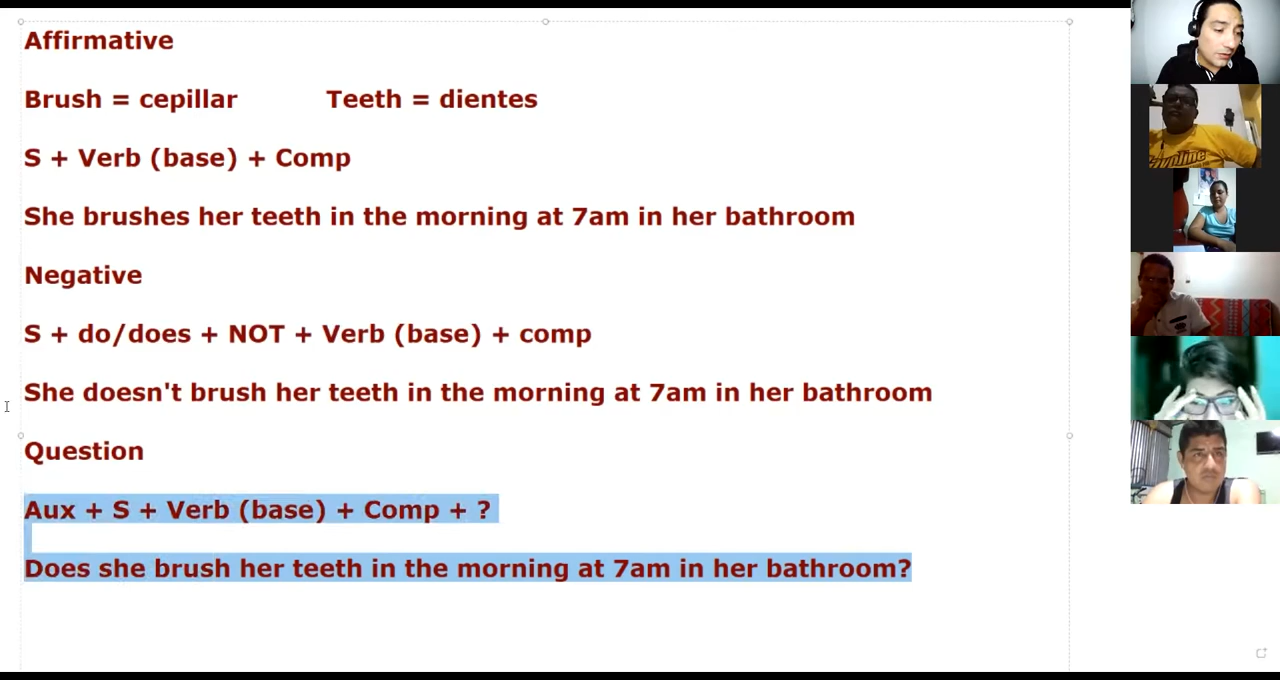 Affirmative
Brush = cepillar Teeth = dientes
S + Verb (base) + Comp
She brushes her teeth in the morning at 7am in her bathroom
Negative
S + do/does + NOT + Verb (base) + comp
She doesn't brush her teeth in the morning at 7am in her bathroom
Question
Aux + S + Verb (base) + Comp + ?
Does she brush her teeth in the morning at 7am in her bathroom?